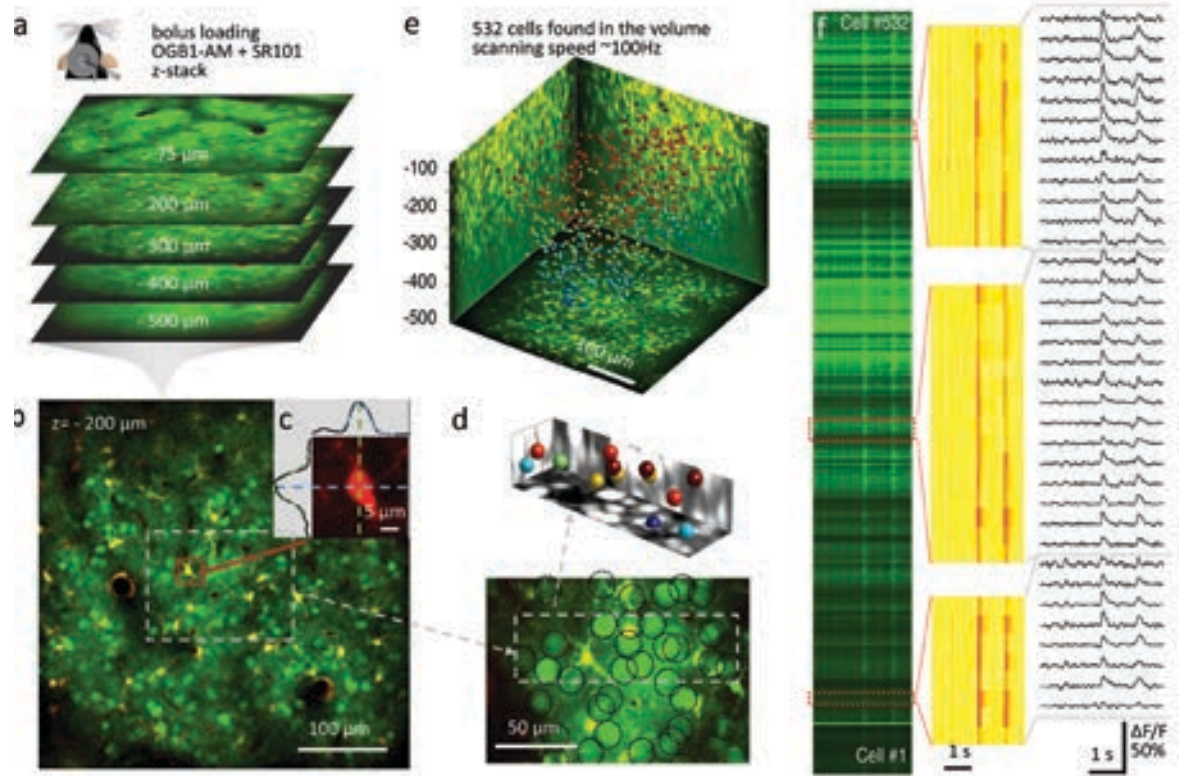 a
bolus loading
OGB1-AM + SR101
z-stack
- 75 µm
- 200 µm
- 300 µm
- 400 µm
- 500 µm
b
z= - 200 µm
100 µm
c
5 µm
d
50 µm
e
532 cells found in the volume
scanning speed ~100Hz
-100
-200
-300
-400
-500
100 µm
f
Cell #532
Cell #1
1 s
1 s
ΔF/F
50%